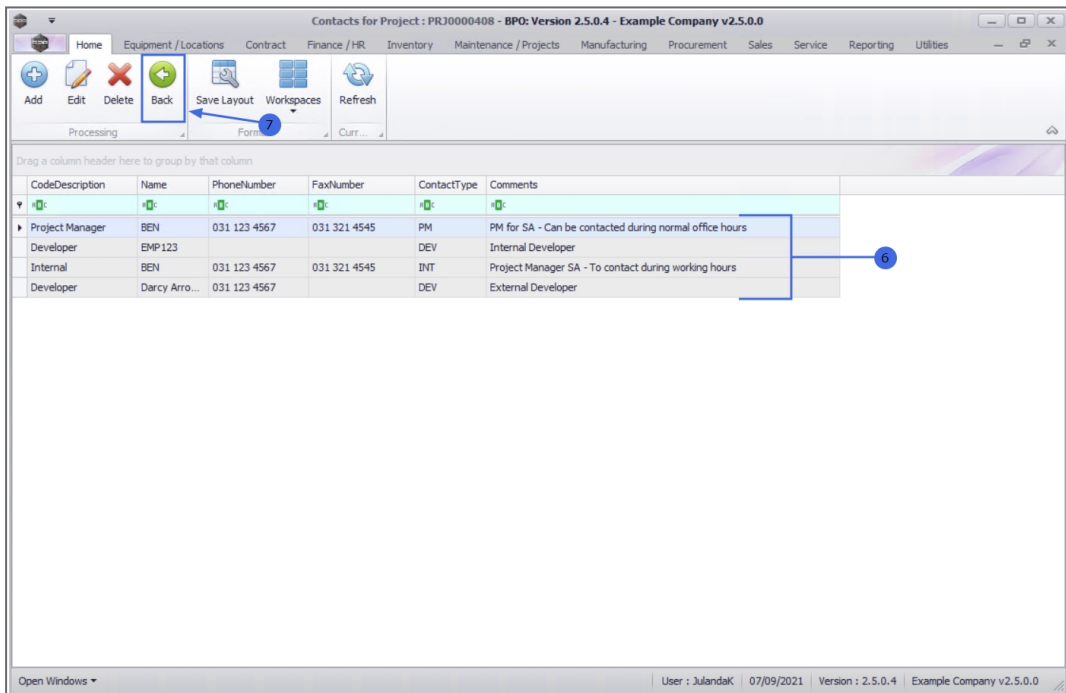 Contacts for Project : PRJ0000408 - BPO: Version 2.5.0.4 - Example Company v2.5.0.0
Home Equipment / Locations Contract Finance / HR Inventory Maintenance / Projects Manufacturing Procurement Sales Service Reporting Utilities
Add Edit Delete Back Save Layout Workspaces Refresh
7
Processing Curr...
Drag a column header here to group by that column
CodeDescription Name PhoneNumber FaxNumber ContactType Comments
Project Manager BEN 031 123 4567 031 321 4545 PM PM for SA - Can be contacted during normal office hours
Developer EMP123 DEV Internal Developer
Internal BEN 031 123 4567 031 321 4545 INT Project Manager SA - To contact during working hours
Developer Darcy Arro... 031 123 4567 DEV External Developer
6
Open Windows User : JulandaK 07/09/2021 Version : 2.5.0.4 Example Company v2.5.0.0